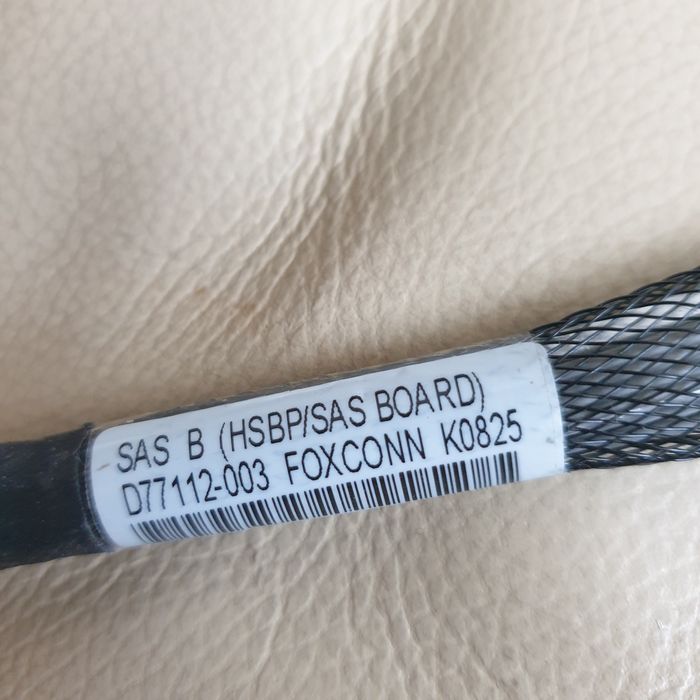 SAS B (HSBP/SAS BOARD)
D77112-003 FOXCONN K0825